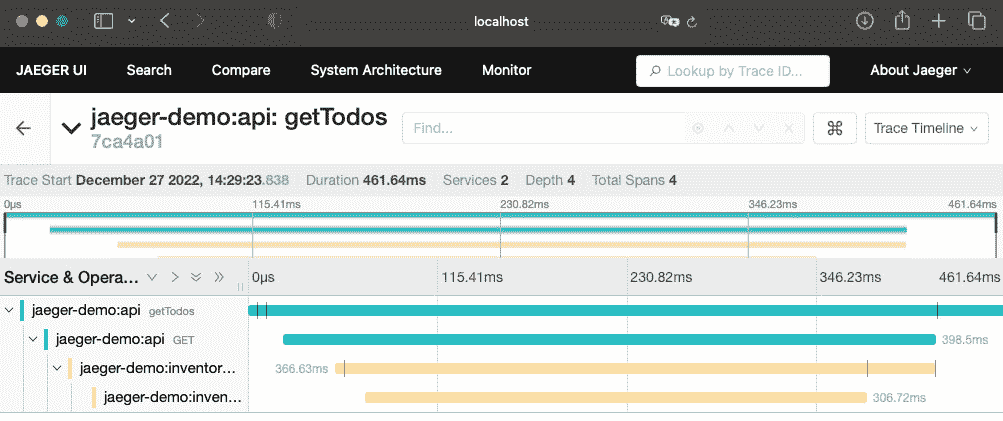 localhost
JAEGER UI Search Compare System Architecture Monitor Lookup by Trace ID... About Jaeger
jaeger-demo:api: getTodos
7ca4a01
Find...
⌘
Trace Timeline
Trace Start December 27 2022, 14:29:23.838 Duration 461.64ms Services 2 Depth 4 Total Spans 4
0μs 115.41ms 230.82ms 346.23ms 461.64ms
Service & Opera... 0μs 115.41ms 230.82ms 346.23ms 461.64ms
jaeger-demo:api getTodos
jaeger-demo:api GET 398.5ms
jaeger-demo:inventor... 366.63ms
jaeger-demo:inven... 306.72ms